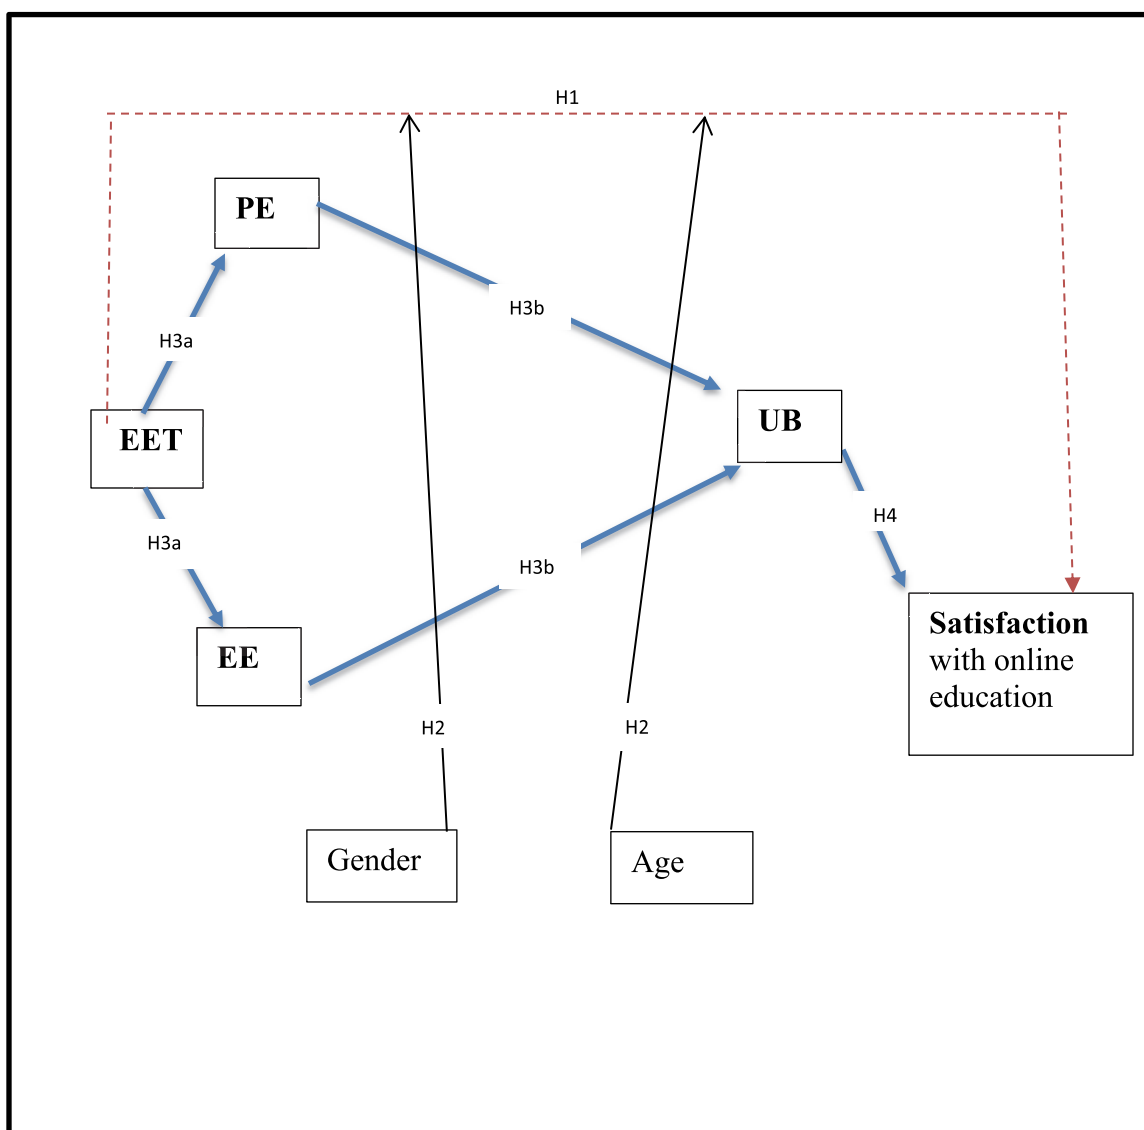 H1
PE
H3b
H3a
UB
EET
H4
H3a
H3b
EE
Satisfaction
with online
education
H2
H2
Gender
Age